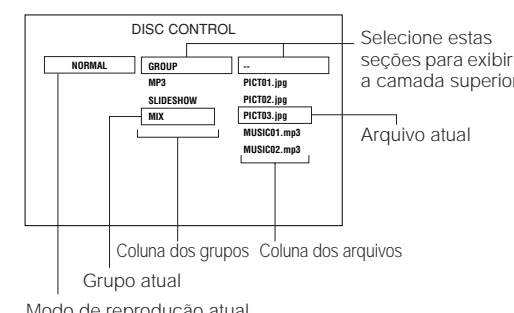 DISC CONTROL
Selecione estas
seções para exibir
a camada superior
NORMAL
GROUP
--
MP3
PICT01.jpg
SLIDESHOW
PICT02.jpg
MIX
PICT03.jpg
Arquivo atual
MUSIC01.mp3
MUSIC02.mp3
Coluna dos grupos
Coluna dos arquivos
Grupo atual
Modo de reprodução atual